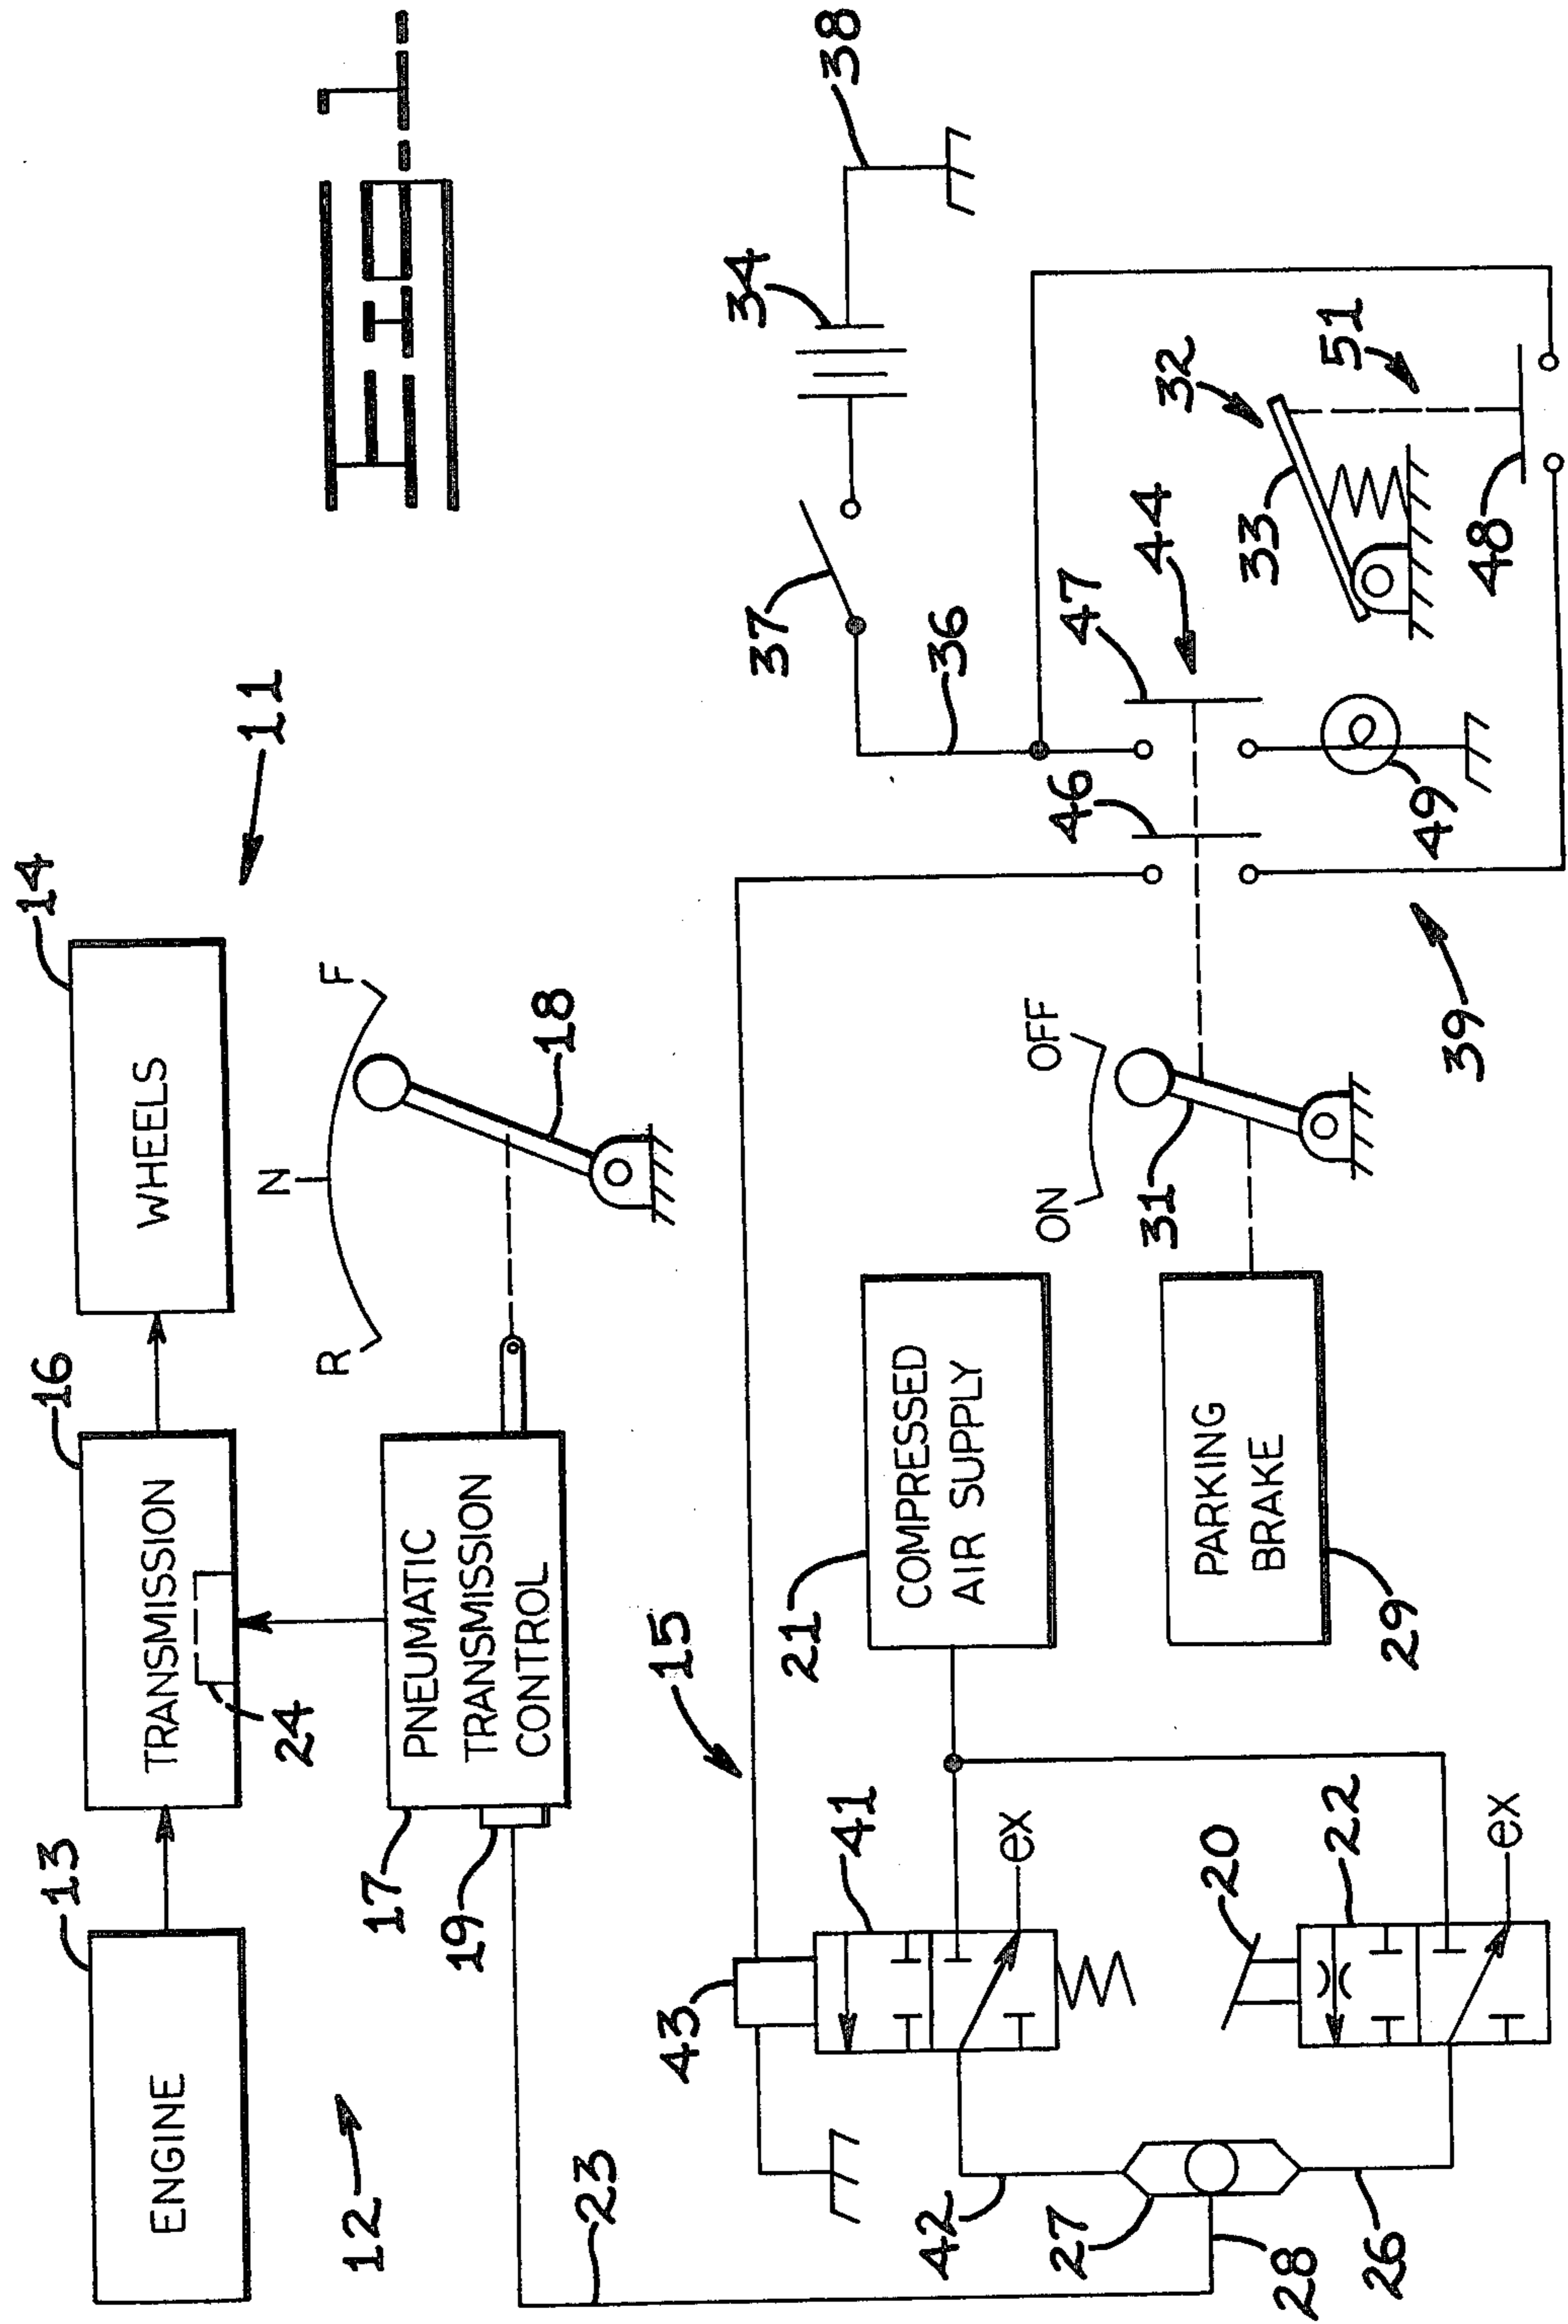 ENGINE
13
TRANSMISSION
16
24
WHEELS
14
11
12
PNEUMATIC
TRANSMISSION
CONTROL
17
19
R
N
F
18
23
15
43
41
ex
42
27
28
26
20
22
ex
COMPRESSED
AIR SUPPLY
21
PARKING
BRAKE
29
ON
OFF
31
39
46
47
44
49
36
37
34
38
32
33
51
48